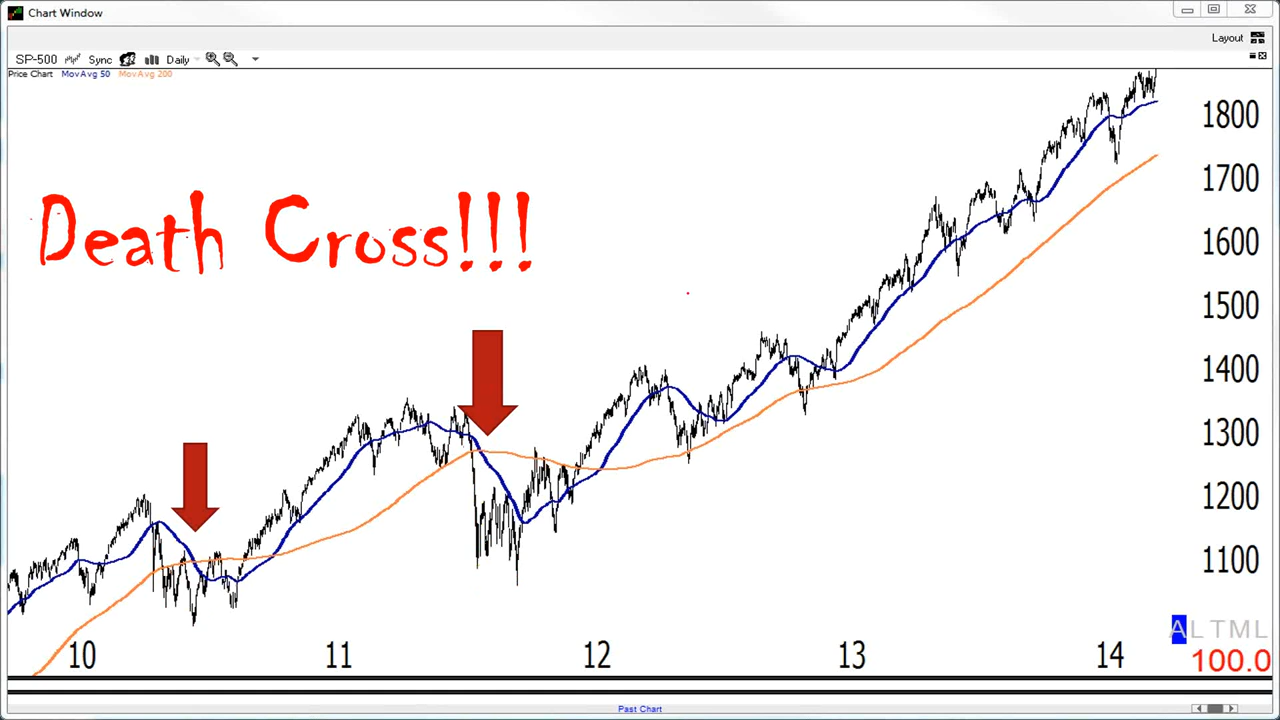 Chart Window
Layout
SP-500 Sync Daily
Price Chart MovAvg 50 MovAvg 200
Death Cross!!!
1800
1700
1600
1500
1400
1300
1200
1100
A L T M L
10 11 12 13 14
100.0
Past Chart